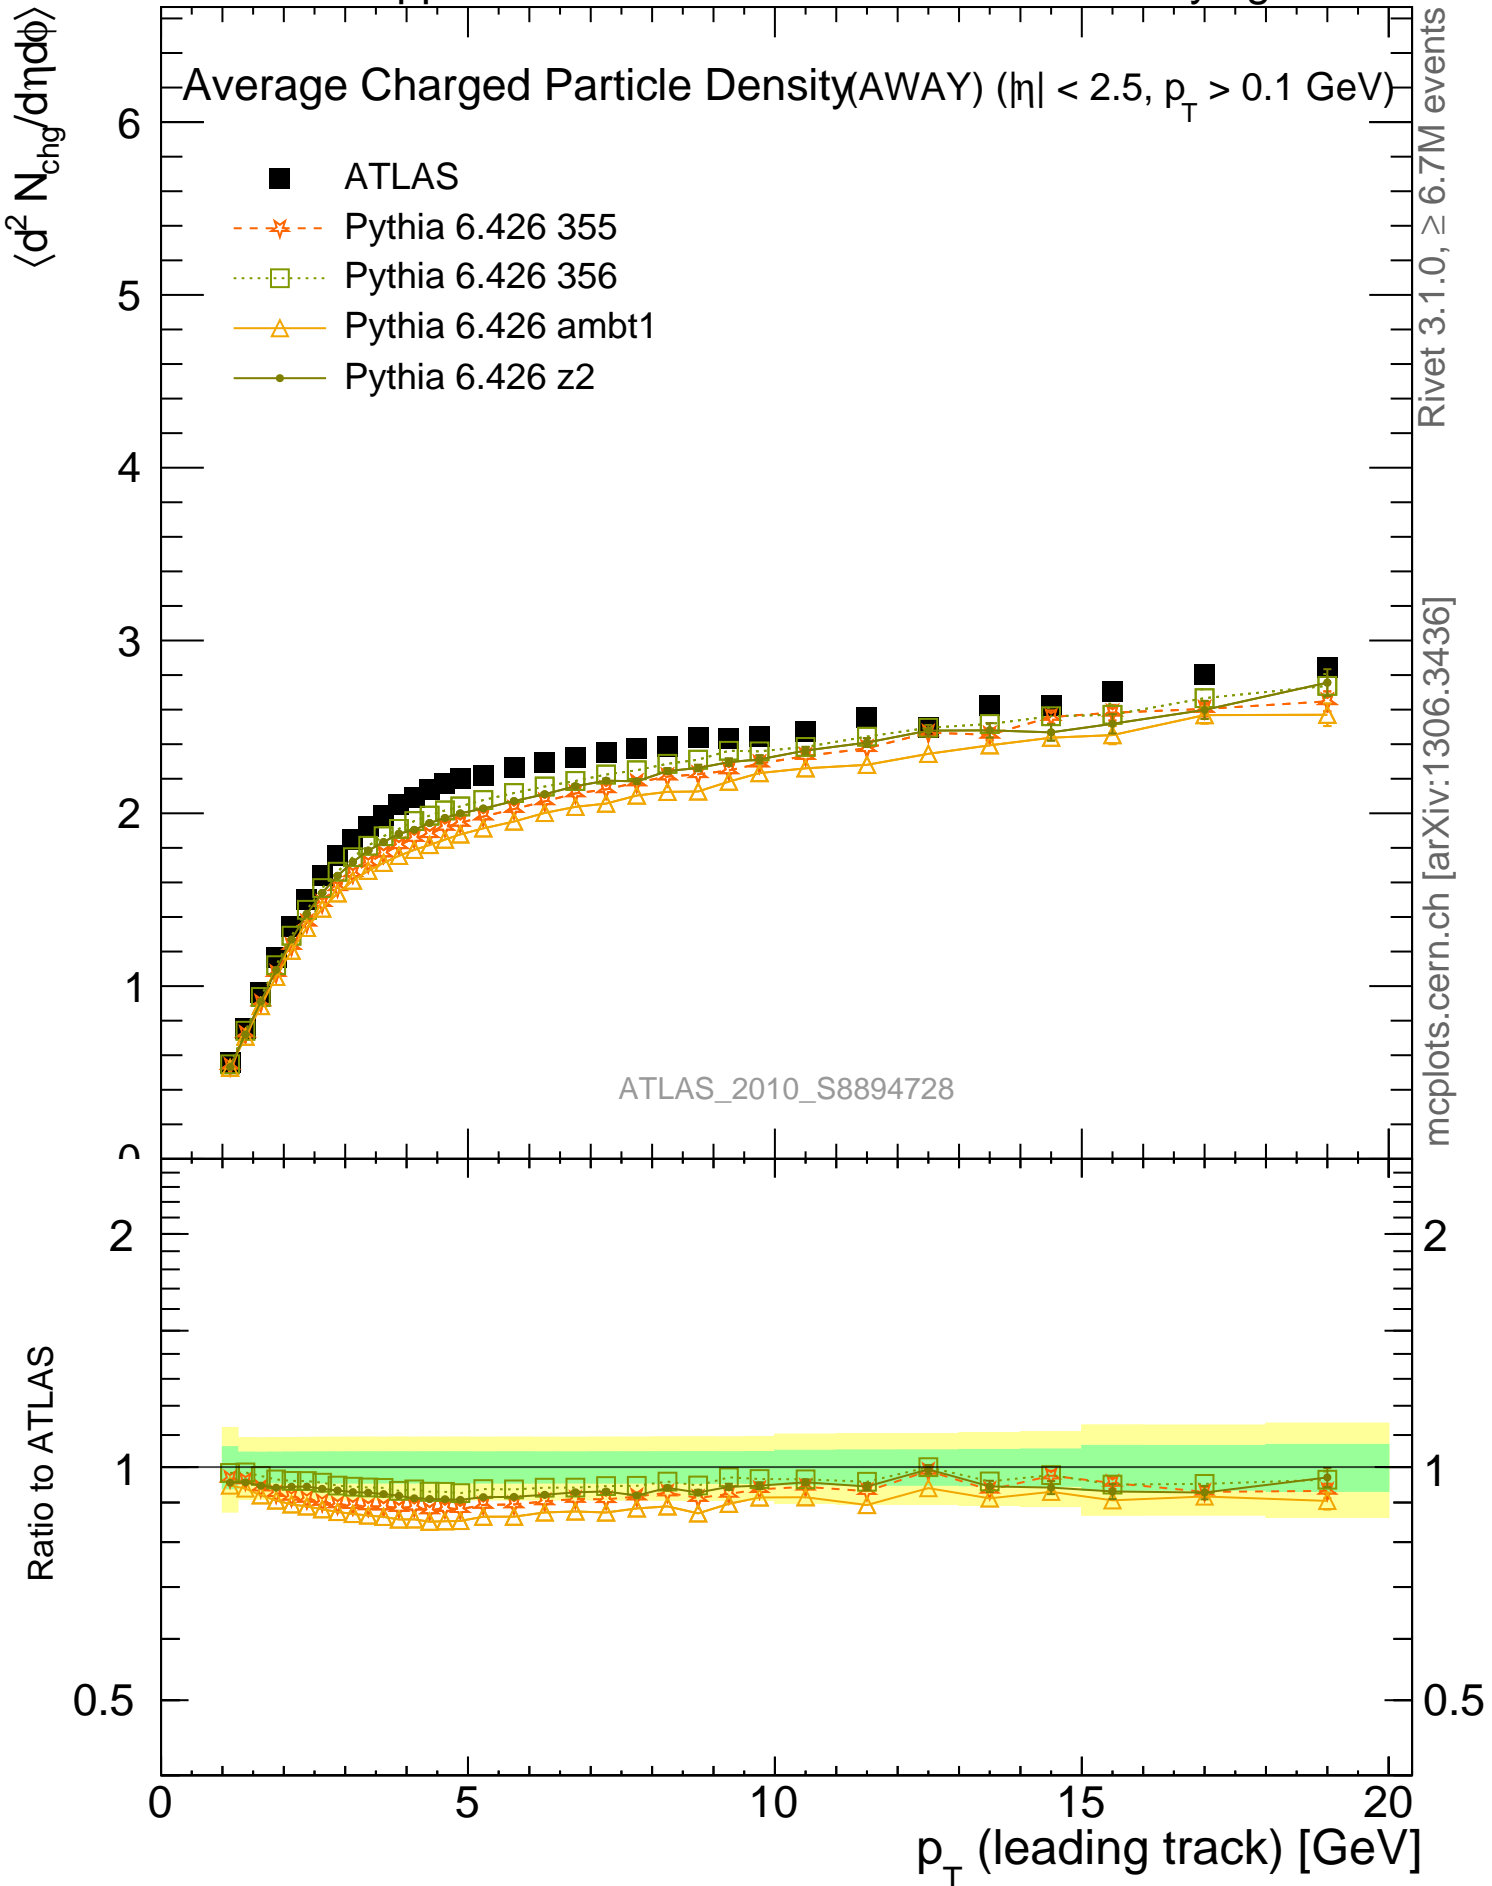 Average Charged Particle Density (AWAY) (|η| < 2.5, p_T > 0.1 GeV)
⟨d² N_chg/dηdϕ⟩
6
5
4
3
2
1
0
ATLAS
Pythia 6.426 355
Pythia 6.426 356
Pythia 6.426 ambt1
Pythia 6.426 z2
ATLAS_2010_S8894728
Rivet 3.1.0, ≥ 6.7M events
mcplots.cern.ch [arXiv:1306.3436]
Ratio to ATLAS
2
1
0.5
2
1
0.5
0 5 10 15 20
p_T (leading track) [GeV]